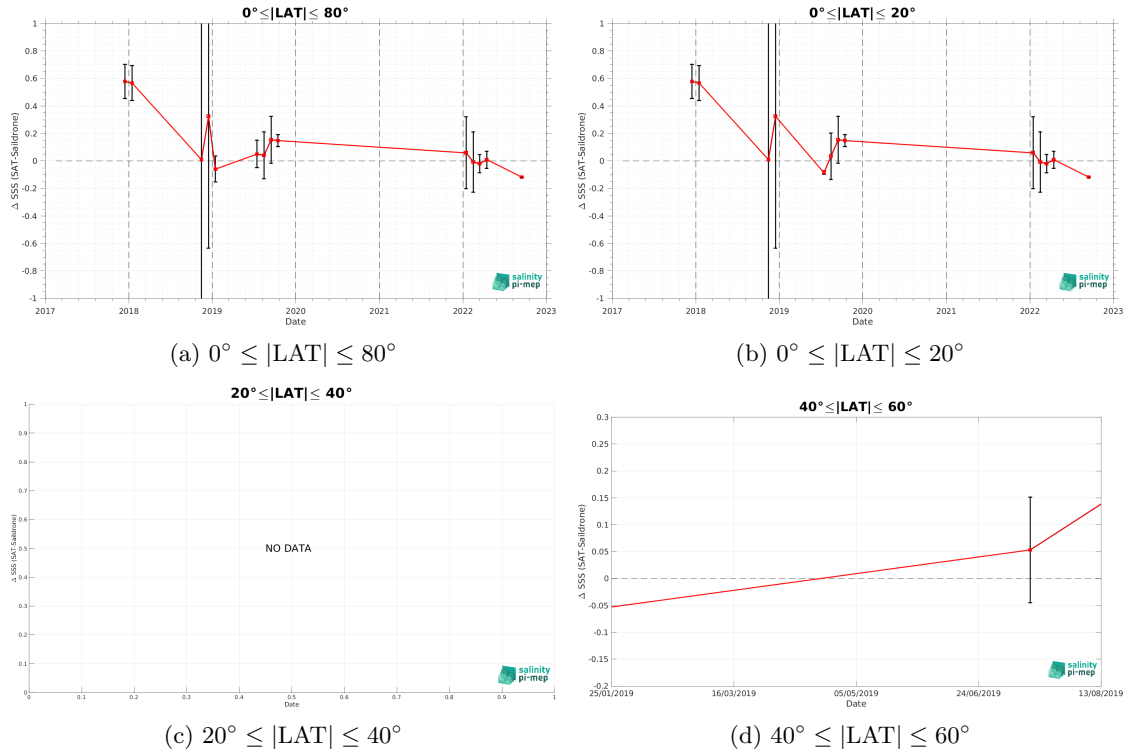 0°≤|LAT|≤ 80°
1
0.8
0.6
0.4
0.2
0
-0.2
-0.4
-0.6
-0.8
-1
Δ SSS (SAT-Saildrone)
2017 2018 2019 2020 2021 2022 2023
Date
salinity
pi-mep
(a) 0° ≤ |LAT| ≤ 80°
0°≤|LAT|≤ 20°
1
0.8
0.6
0.4
0.2
0
-0.2
-0.4
-0.6
-0.8
-1
Δ SSS (SAT-Saildrone)
2017 2018 2019 2020 2021 2022 2023
Date
salinity
pi-mep
(b) 0° ≤ |LAT| ≤ 20°
20°≤|LAT|≤ 40°
1
0.9
0.8
0.7
0.6
0.5
0.4
0.3
0.2
0.1
0
Δ SSS (SAT-Saildrone)
NO DATA
0 0.1 0.2 0.3 0.4 0.5 0.6 0.7 0.8 0.9 1
Date
salinity
pi-mep
(c) 20° ≤ |LAT| ≤ 40°
40°≤|LAT|≤ 60°
0.3
0.25
0.2
0.15
0.1
0.05
0
-0.05
-0.1
-0.15
-0.2
Δ SSS (SAT-Saildrone)
25/01/2019 16/03/2019 05/05/2019 24/06/2019 13/08/2019
Date
salinity
pi-mep
(d) 40° ≤ |LAT| ≤ 60°